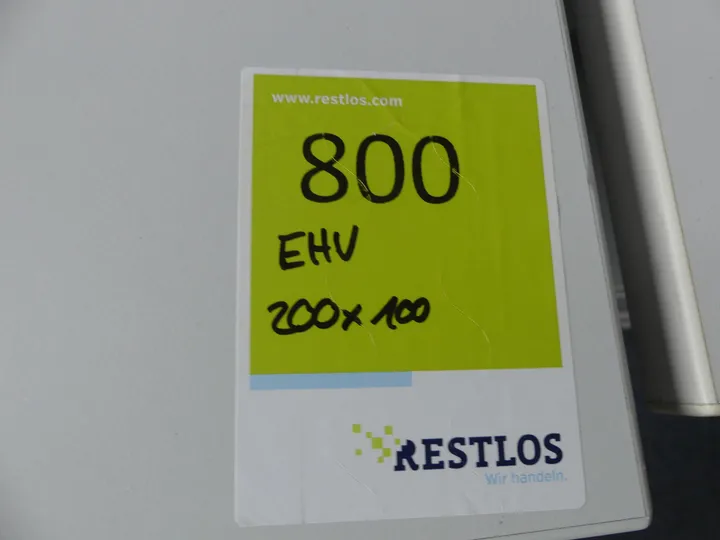 www.restlos.com
800
EHV
200x100
RESTLOS
Wir handeln.